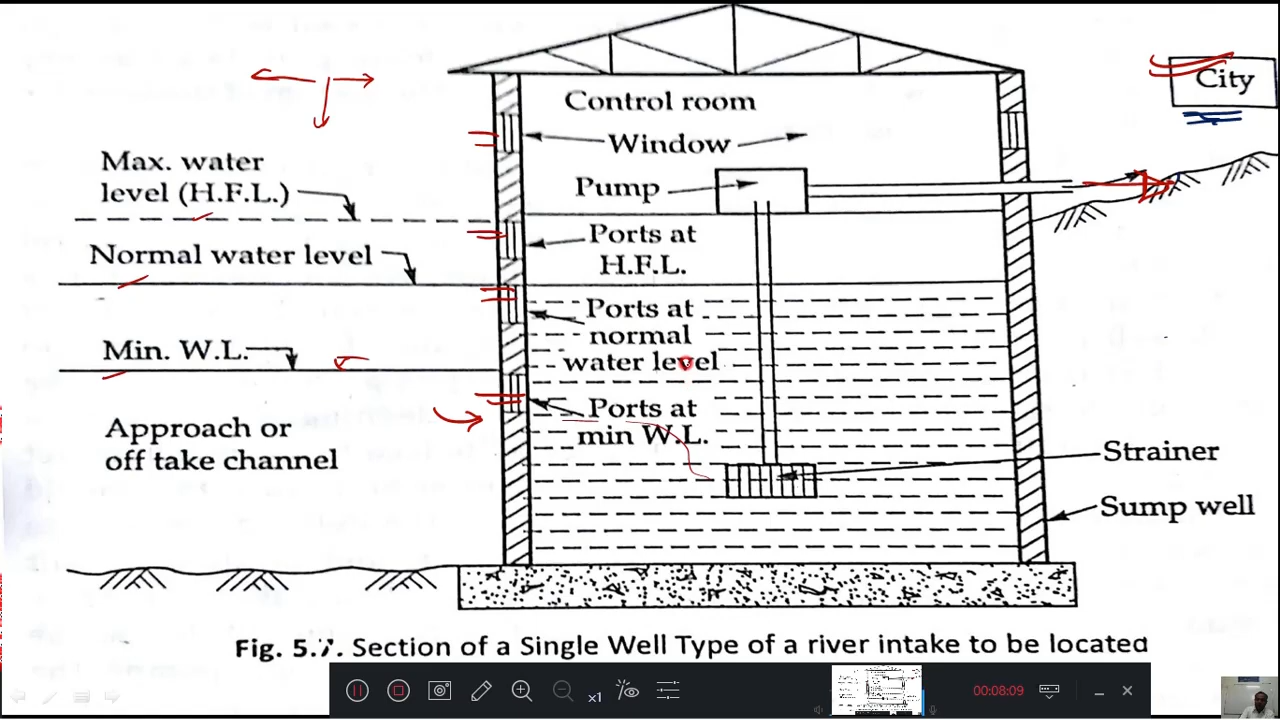 City
Control room
Window
Max. water
level (H.F.L.)
Pump
Normal water level
Ports at
H.F.L.
Ports at
normal
water level
Min. W.L.
Ports at
min W.L.
Approach or
off take channel
Strainer
Sump well
Fig. 5.7. Section of a Single Well Type of a river intake to be located
x1
00:08:09